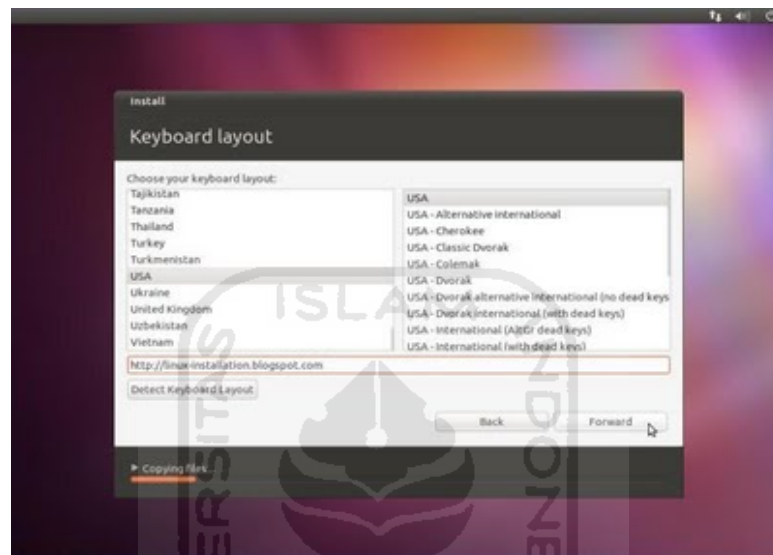 Install
Keyboard layout
Choose your keyboard layout:
Tajikistan
Tanzania
Thailand
Turkey
Turkmenistan
USA
Ukraine
United Kingdom
Uzbekistan
Vietnam
USA
USA - Alternative international
USA - Cherokee
USA - Classic Dvorak
USA - Colemak
USA - Dvorak
USA - Dvorak alternative international (no dead keys
USA - Dvorak international (with dead keys)
USA - International (AltGr dead keys)
USA - International (with dead keys)
http://linux-installation.blogspot.com
Detect Keyboard Layout
Back
Forward
Copying files...
ISLAM
ERSITAS
INDONE